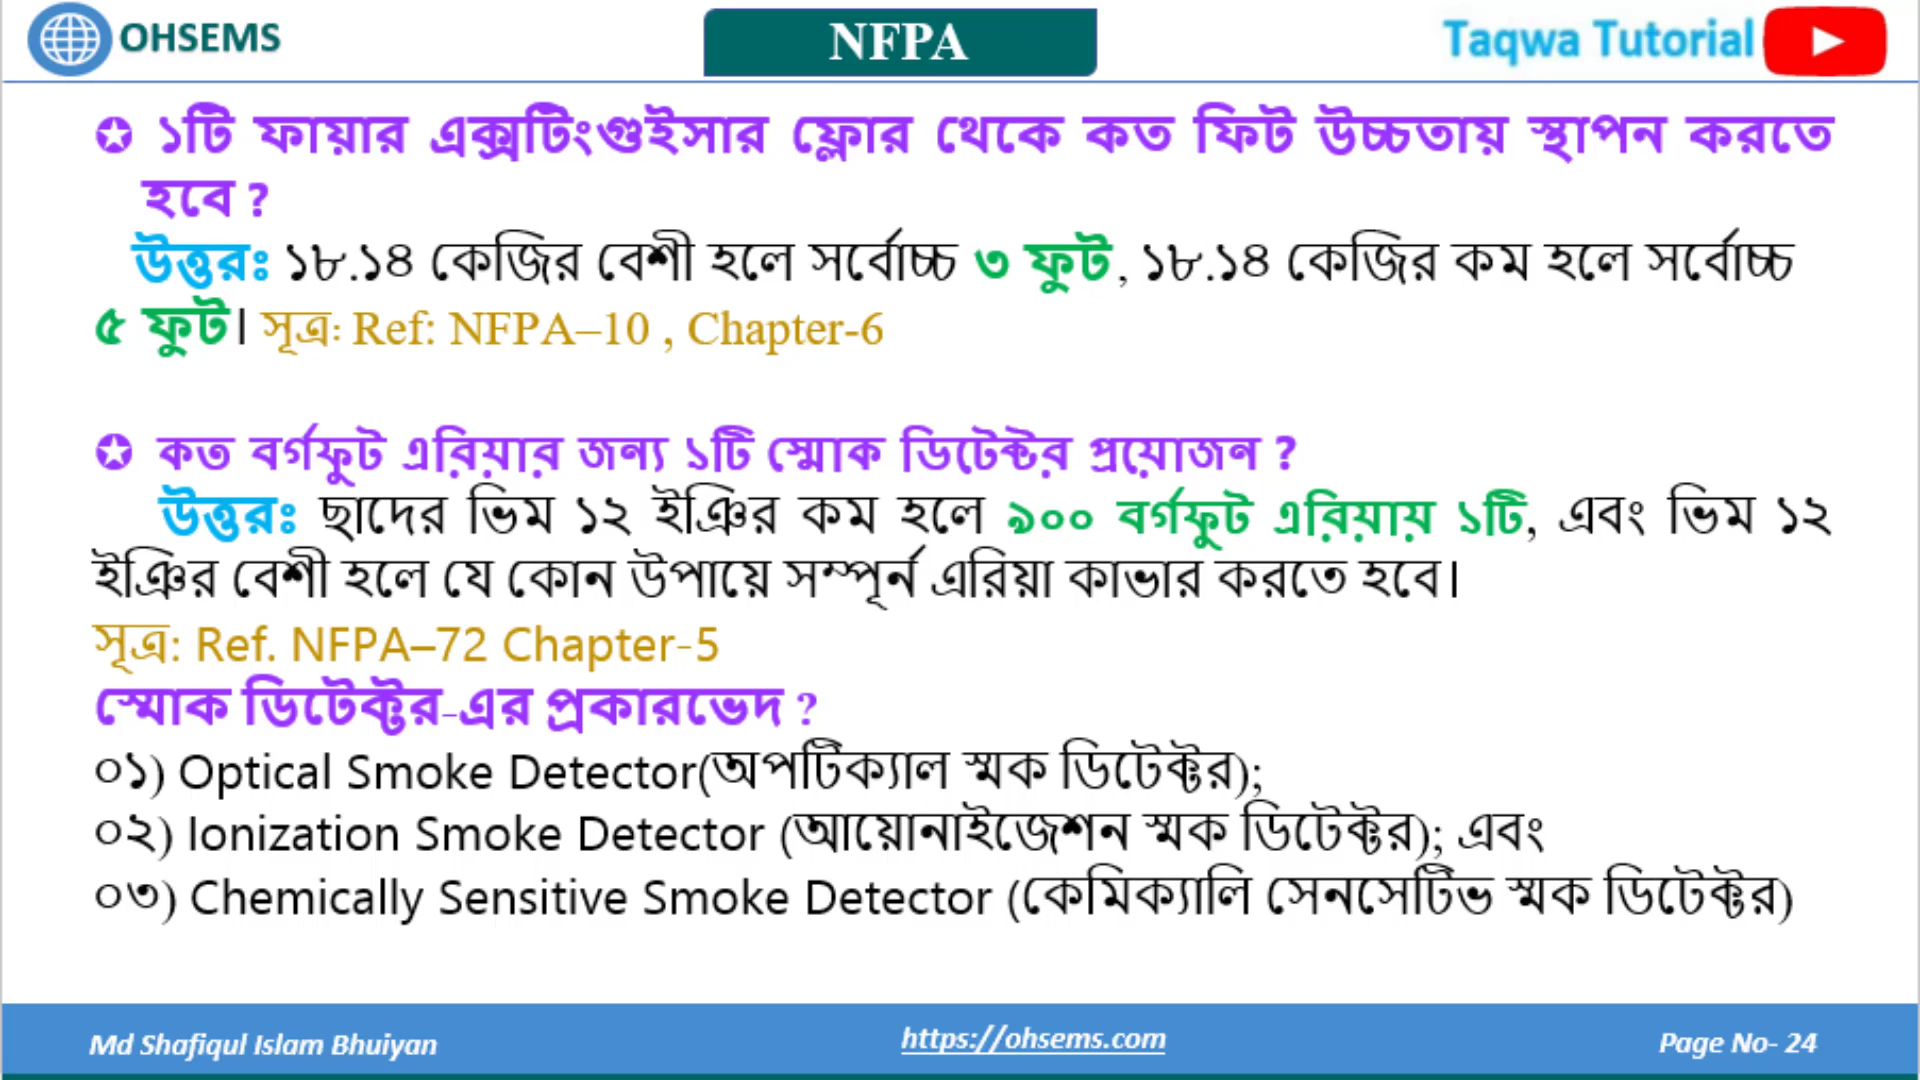 OHSEMS
NFPA
Taqwa Tutorial
✪ ১টি ফায়ার এক্সটিংগুইসার ফ্লোর থেকে কত ফিট উচ্চতায় স্থাপন করতে
হবে ?
উত্তরঃ ১৮.১৪ কেজির বেশী হলে সর্বোচ্চ ৩ ফুট, ১৮.১৪ কেজির কম হলে সর্বোচ্চ
৫ ফুট। সূত্র: Ref: NFPA–10 , Chapter-6
✪ কত বর্গফুট এরিয়ার জন্য ১টি স্মোক ডিটেক্টর প্রয়োজন ?
উত্তরঃ ছাদের ভিম ১২ ইঞ্চির কম হলে ৯০০ বর্গফুট এরিয়ায় ১টি, এবং ভিম ১২
ইঞ্চির বেশী হলে যে কোন উপায়ে সম্পূর্ন এরিয়া কাভার করতে হবে।
সূত্র: Ref. NFPA–72 Chapter-5
স্মোক ডিটেক্টর-এর প্রকারভেদ ?
০১) Optical Smoke Detector(অপটিক্যাল স্মক ডিটেক্টর);
০২) Ionization Smoke Detector (আয়োনাইজেশন স্মক ডিটেক্টর); এবং
০৩) Chemically Sensitive Smoke Detector (কেমিক্যালি সেনসেটিভ স্মক ডিটেক্টর)
Md Shafiqul Islam Bhuiyan
https://ohsems.com
Page No- 24